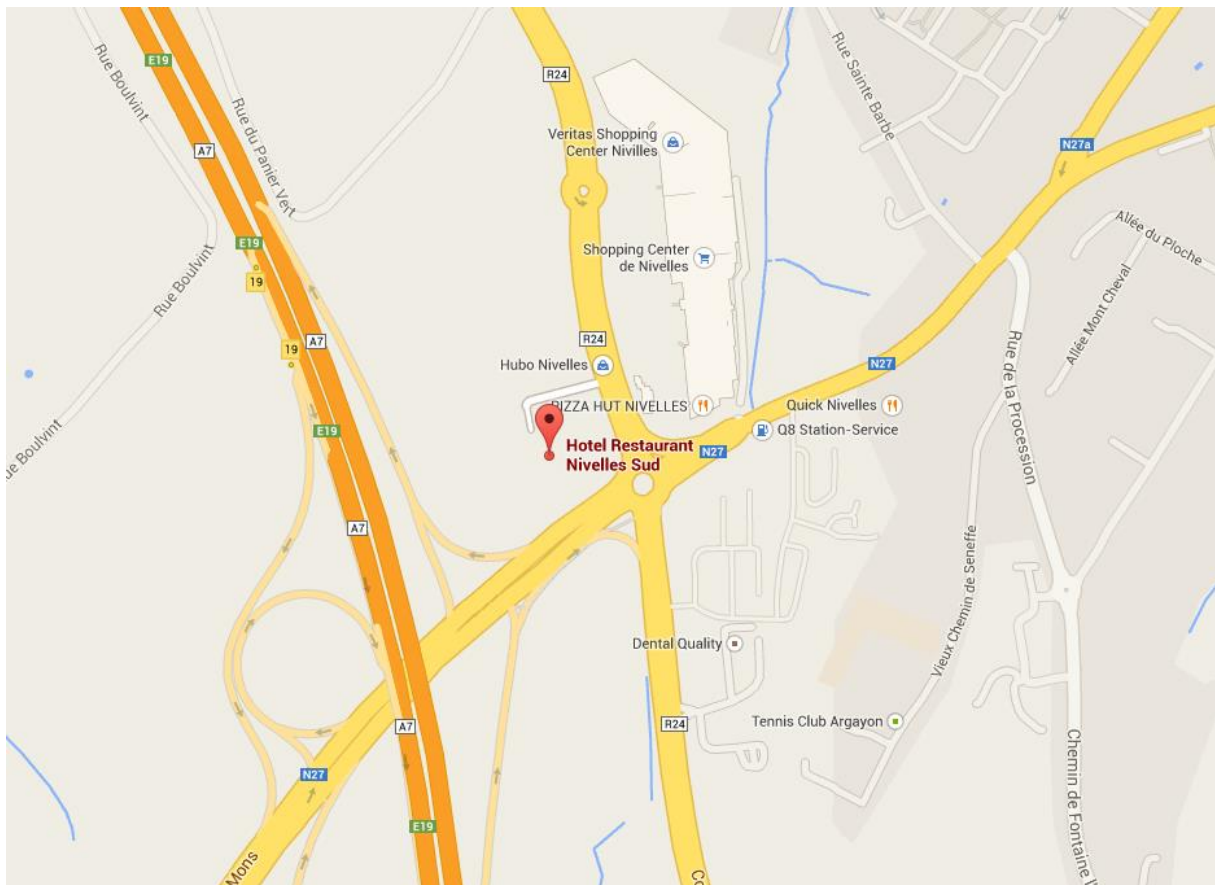 E19
R24
Rue Boulvint
Rue du Panier Vert
A7
Veritas Shopping
Center Nivilles
Rue Sainte Barbe
N27a
E19
19
Rue Boulvint
Shopping Center
de Nivelles
Allée du Ploche
Allée Mont Cheval
A7
19
R24
Hubo Nivelles
N27
Rue de la Procession
PIZZA HUT NIVELLES
Quick Nivelles
E19
Q8 Station-Service
Hotel Restaurant
Nivelles Sud
N27
ue Boulvint
A7
Vieux Chemin de Seneffe
Dental Quality
A7
R24
Tennis Club Argayon
N27
Chemin de Fontaine l'
E19
Mons